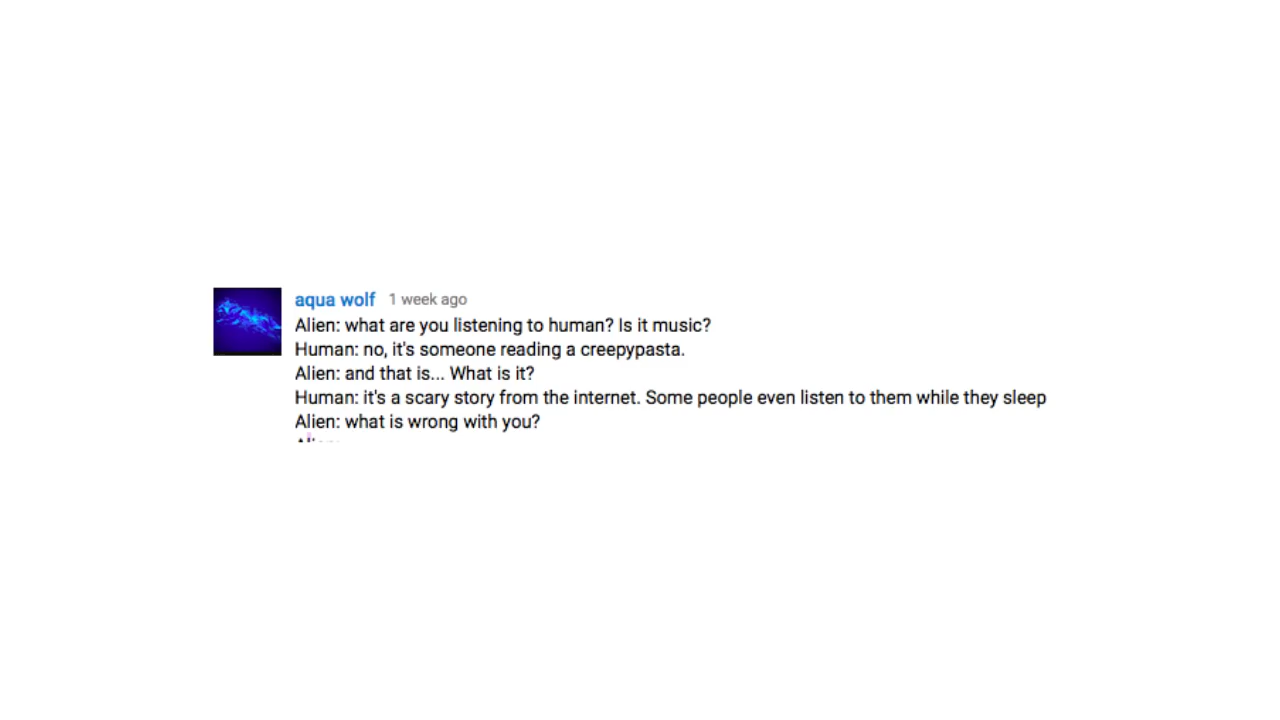 aqua wolf 1 week ago
Alien: what are you listening to human? Is it music?
Human: no, it's someone reading a creepypasta.
Alien: and that is... What is it?
Human: it's a scary story from the internet. Some people even listen to them while they sleep
Alien: what is wrong with you?